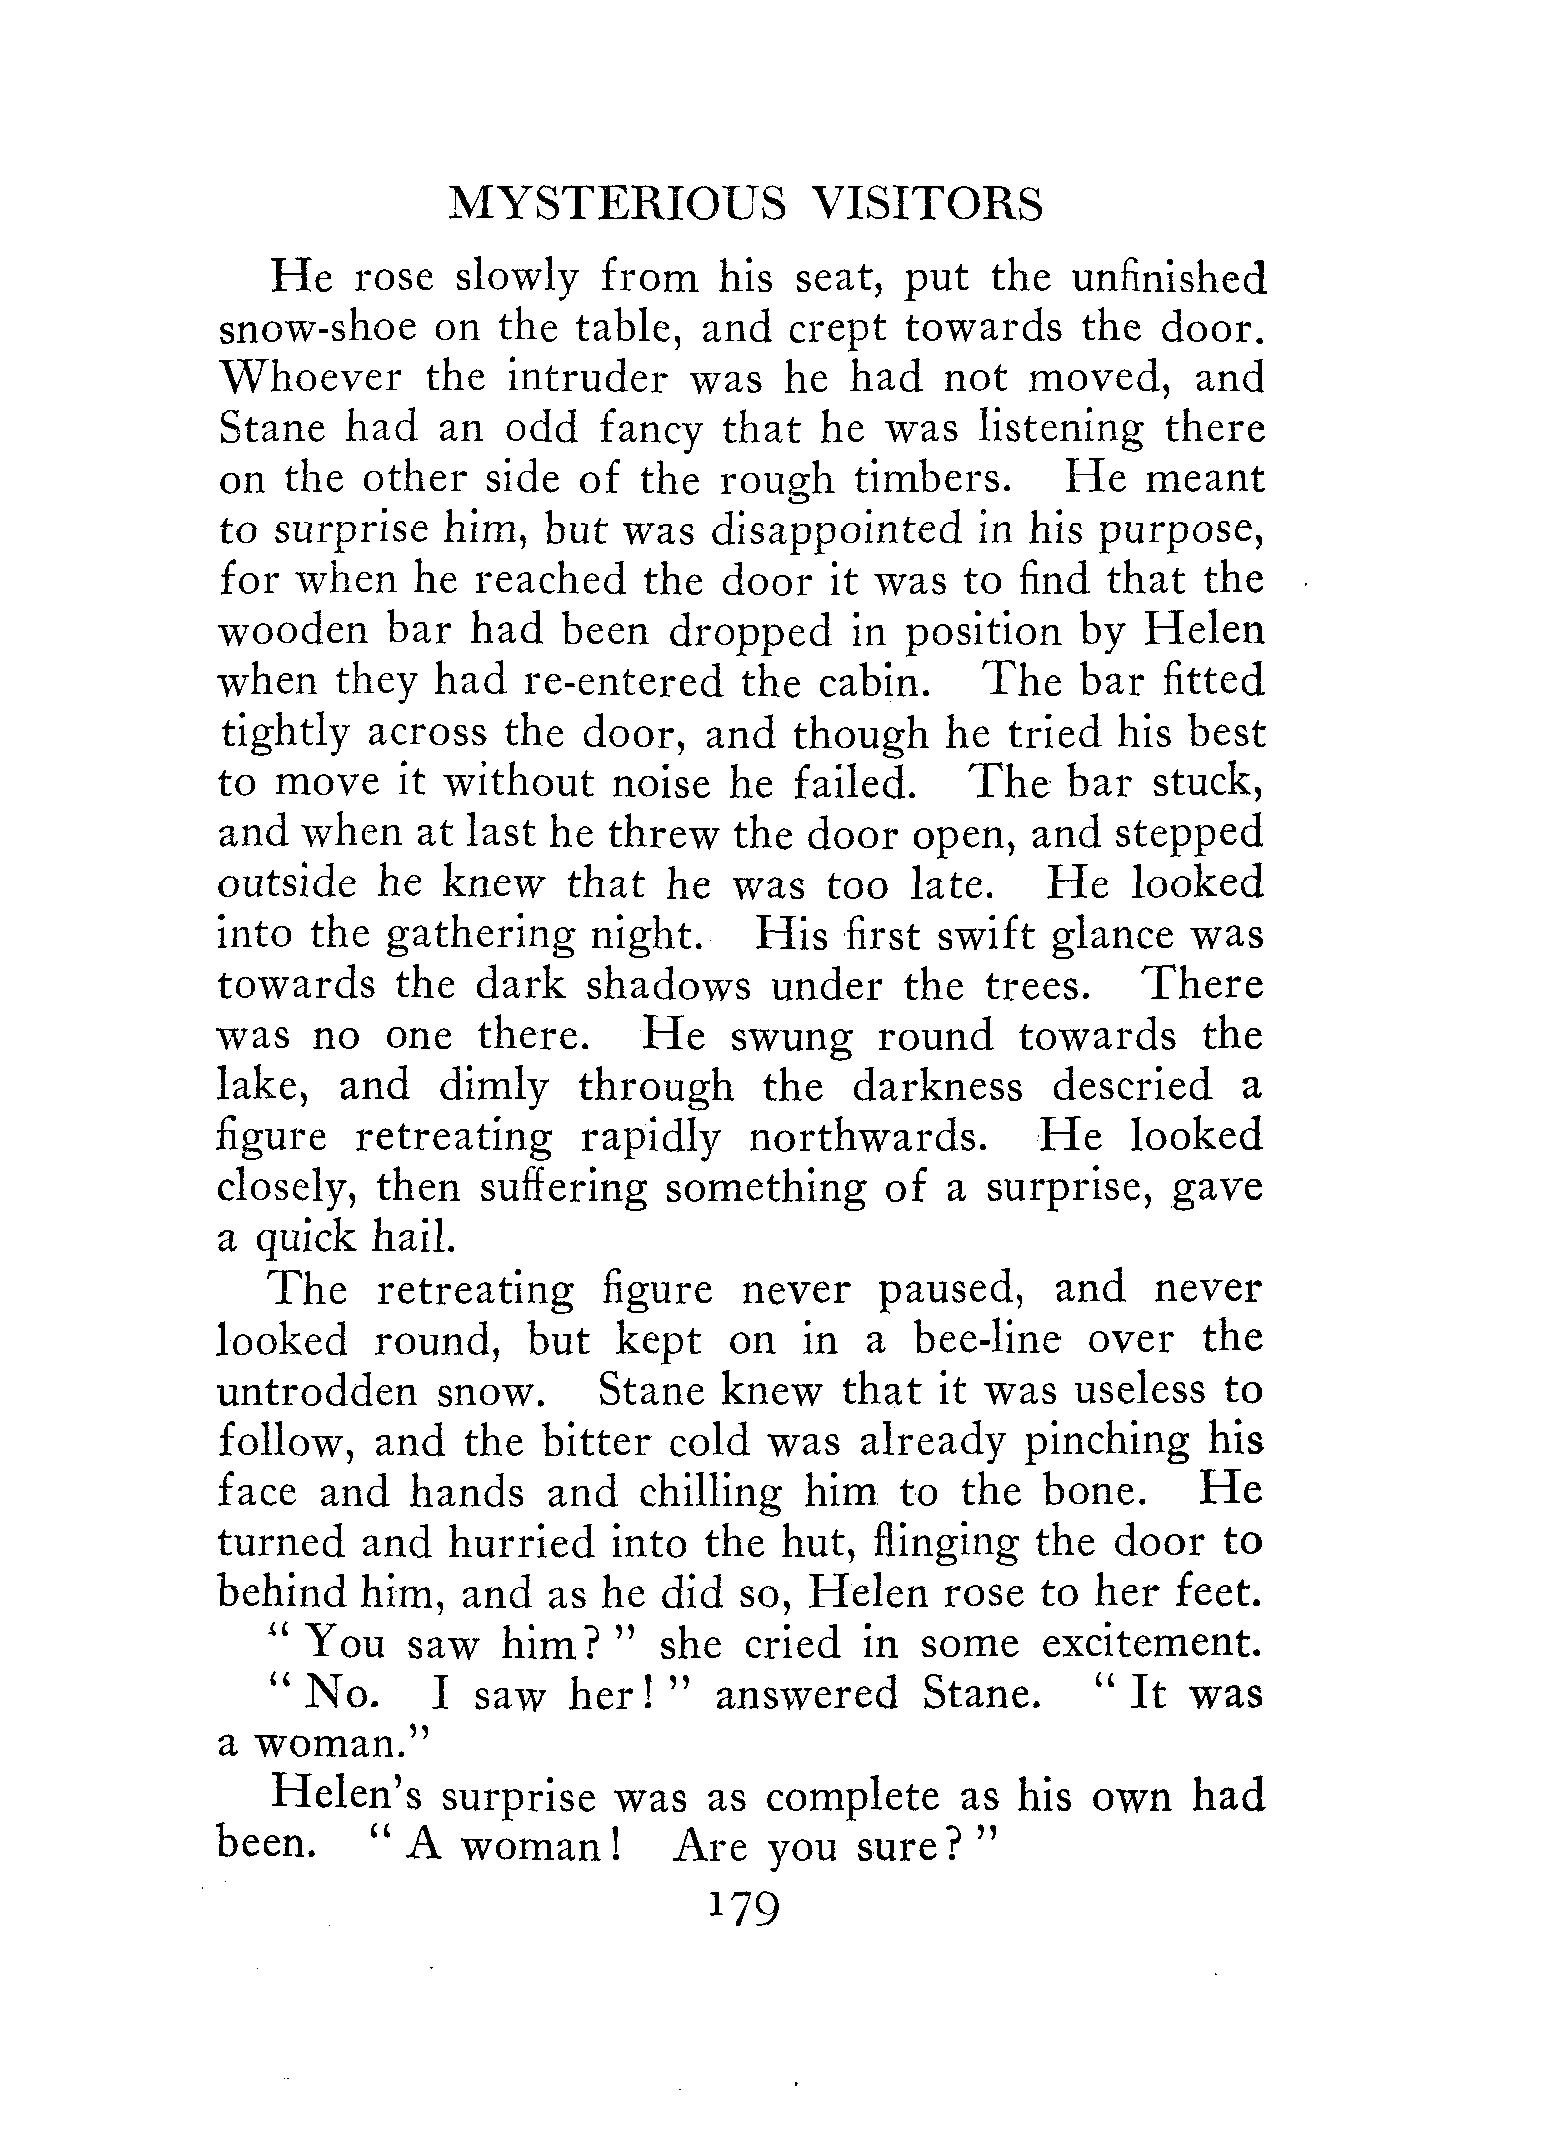 MYSTERIOUS VISITORS
He rose slowly from his seat, put the unfinished
snow-shoe on the table, and crept towards the door.
Whoever the intruder was he had not moved, and
Stane had an odd fancy that he was listening there
on the other side of the rough timbers. He meant
to surprise him, but was disappointed in his purpose,
for when he reached the door it was to find that the
wooden bar had been dropped in position by Helen
when they had re-entered the cabin. The bar fitted
tightly across the door, and though he tried his best
to move it without noise he failed. The bar stuck,
and when at last he threw the door open, and stepped
outside he knew that he was too late. He looked
into the gathering night. His first swift glance was
towards the dark shadows under the trees. There
was no one there. He swung round towards the
lake, and dimly through the darkness descried a
figure retreating rapidly northwards. He looked
closely, then suffering something of a surprise, gave
a quick hail.
The retreating figure never paused, and never
looked round, but kept on in a bee-line over the
untrodden snow. Stane knew that it was useless to
follow, and the bitter cold was already pinching his
face and hands and chilling him to the bone. He
turned and hurried into the hut, flinging the door to
behind him, and as he did so, Helen rose to her feet.
“ You saw him? ” she cried in some excitement.
“ No. I saw her! ” answered Stane. “ It was
a woman.”
Helen's surprise was as complete as his own had
been. “ A woman! Are you sure? ”
179